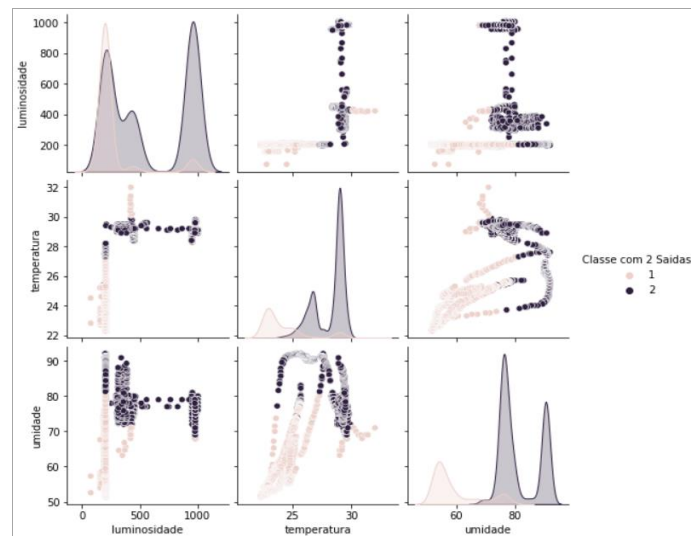 1000
800
600
400
200
luminosidade
32
30
28
26
24
22
temperatura
Classe com 2 Saidas
1
2
90
80
70
60
50
umidade
0 500 1000
luminosidade
25 30
temperatura
60 80
umidade